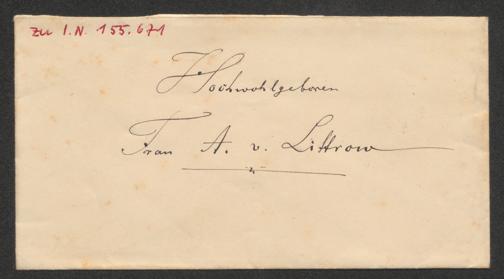 zu I.N. 155.671
Hochwohlgeboren
Frau A. v. Littrow